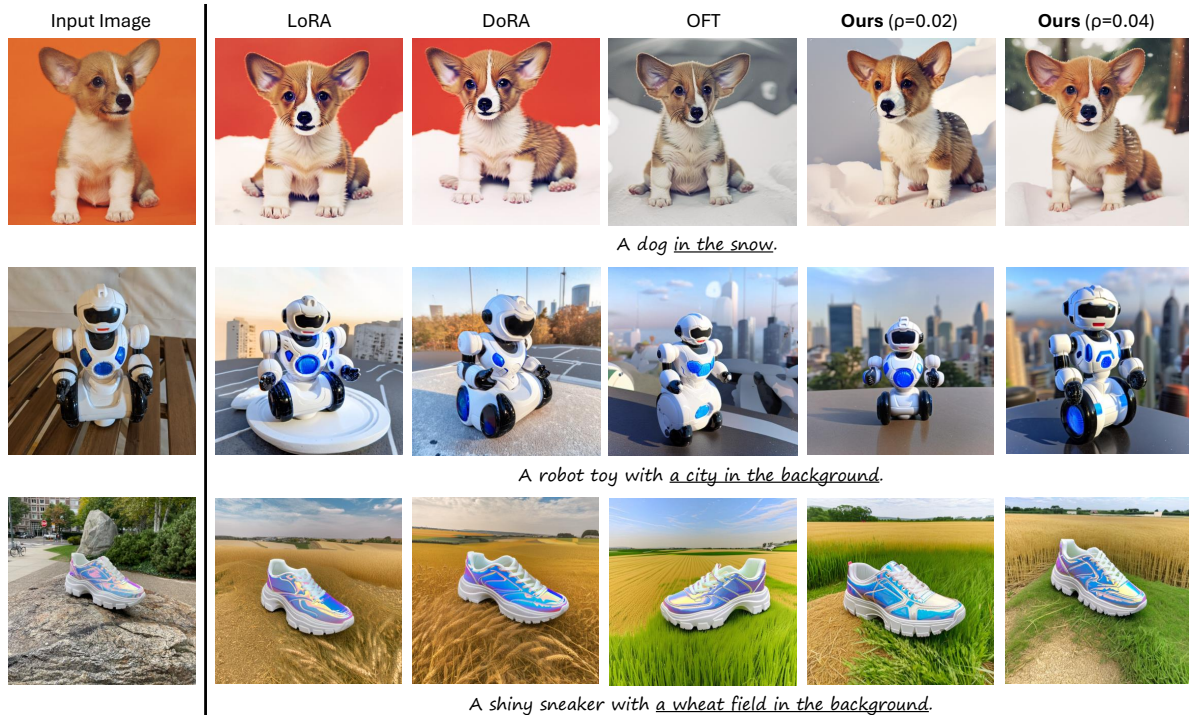 Input Image LoRA DoRA OFT Ours (ρ=0.02) Ours (ρ=0.04)
A dog in the snow.
A robot toy with a city in the background.
A shiny sneaker with a wheat field in the background.